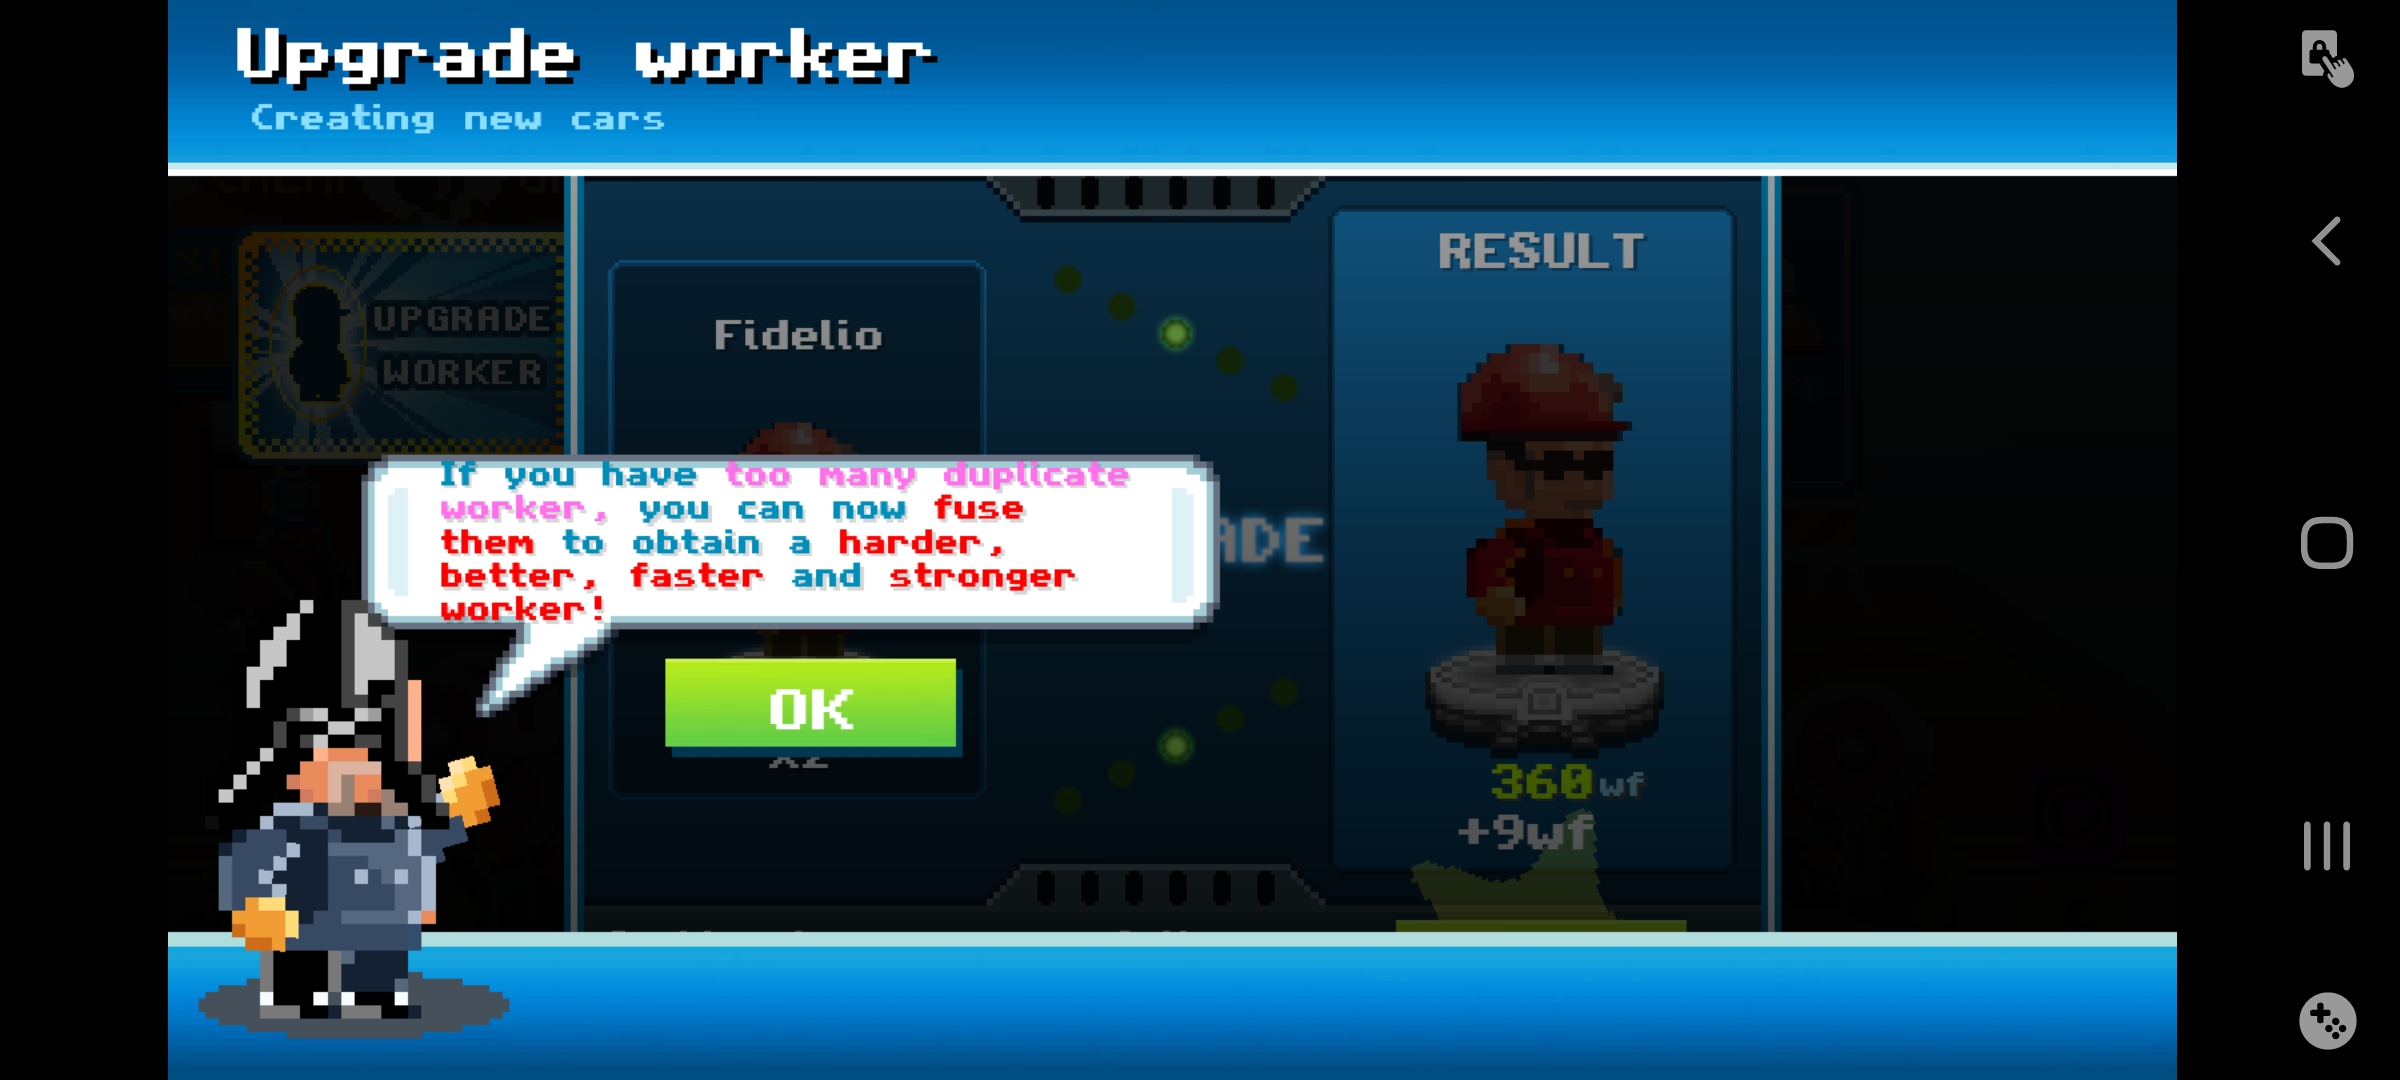 Upgrade worker
Creating new cars
UPGRADE
WORKER
Fidelio
RESULT
If you have too many duplicate
worker, you can now fuse
them to obtain a harder,
better, faster and stronger
worker!
OK
x2
360wf
+9wf